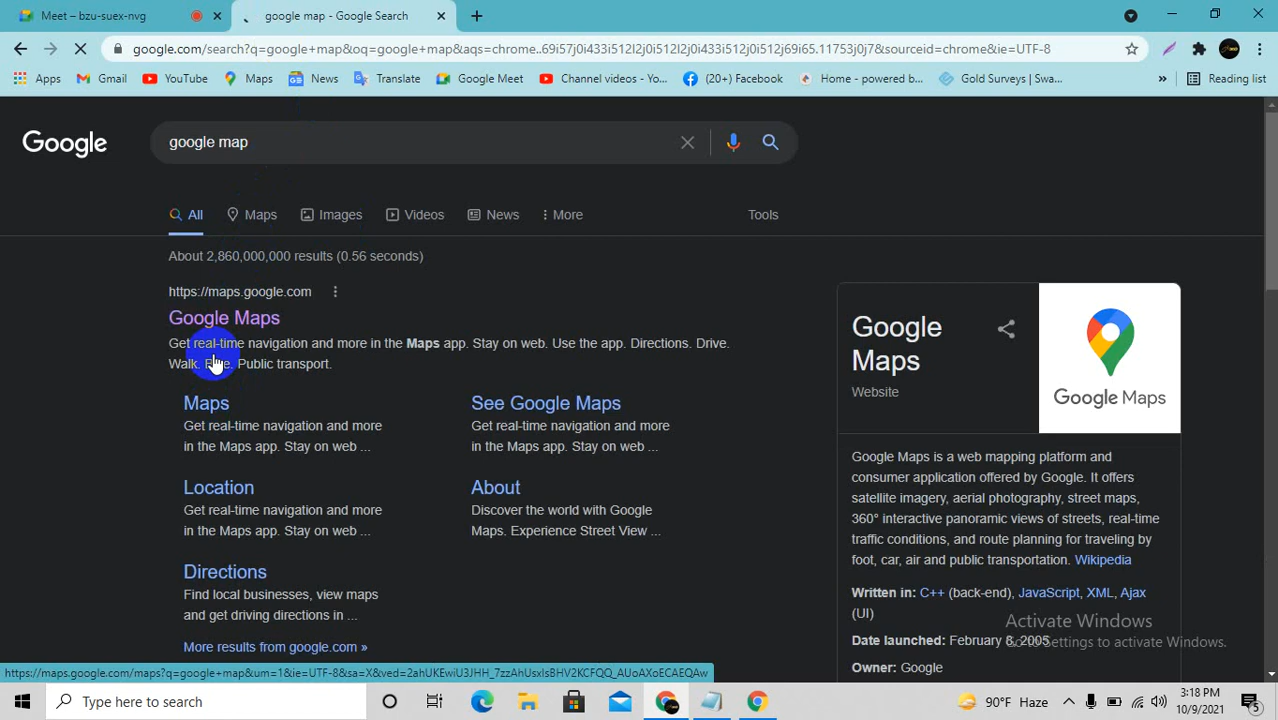 Meet – bzu-suex-nvg
google map - Google Search
google.com/search?q=google+map&oq=google+map&aqs=chrome..69i57j0i433i512l2j0i512l2j0i433i512j0i512j69i65.11753j0j7&sourceid=chrome&ie=UTF-8
Apps Gmail YouTube Maps News Translate Google Meet Channel videos - Yo... (20+) Facebook Home - powered b... Gold Surveys | Swa... » Reading list
Google
google map
All Maps Images Videos News More Tools
About 2,860,000,000 results (0.56 seconds)
https://maps.google.com
Google Maps
Get real-time navigation and more in the Maps app. Stay on web. Use the app. Directions. Drive.
Walk. Public transport.
Maps
Get real-time navigation and more
in the Maps app. Stay on web ...
See Google Maps
Get real-time navigation and more
in the Maps app. Stay on web ...
Location
Get real-time navigation and more
in the Maps app. Stay on web ...
About
Discover the world with Google
Maps. Experience Street View ...
Directions
Find local businesses, view maps
and get driving directions in ...
More results from google.com »
Google
Maps
Website
Google Maps
Google Maps is a web mapping platform and
consumer application offered by Google. It offers
satellite imagery, aerial photography, street maps,
360° interactive panoramic views of streets, real-time
traffic conditions, and route planning for traveling by
foot, car, air and public transportation. Wikipedia
Written in: C++ (back-end), JavaScript, XML, Ajax
(UI)
Date launched: February 8, 2005
Owner: Google
Activate Windows
Go to Settings to activate Windows.
Type here to search
90°F Haze
3:18 PM
10/9/2021
5